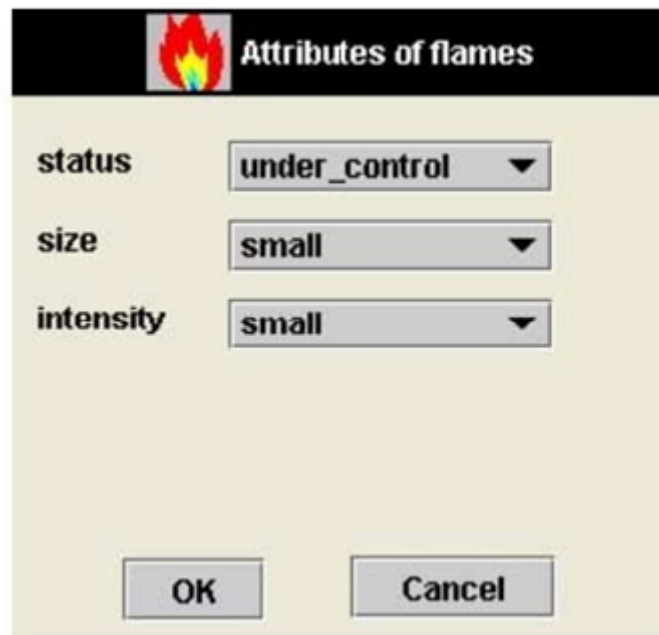 Attributes of flames
status under_control
size small
intensity small
OK Cancel